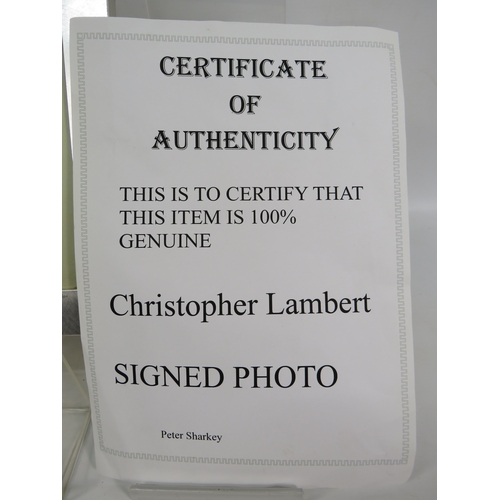 CERTIFICATE
OF
AUTHENTICITY
THIS IS TO CERTIFY THAT
THIS ITEM IS 100%
GENUINE
Christopher Lambert
SIGNED PHOTO
Peter Sharkey